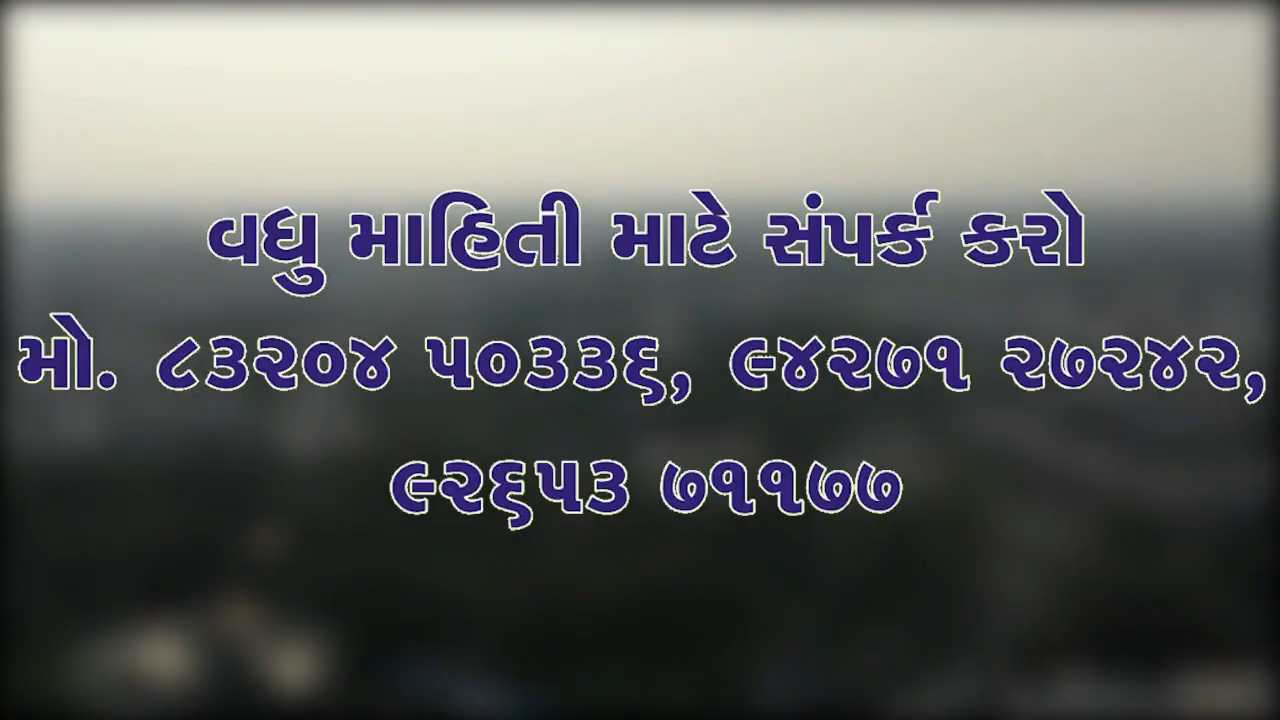 વધુ માહિતી માટે સંપર્ક કરો
મો. ૮૩૨૦૪ ૫૦૩૩૬, ૯૪૨૭૧ ૨૭૨૪૨,
૯૨૬૫૩ ૭૧૧૭૭